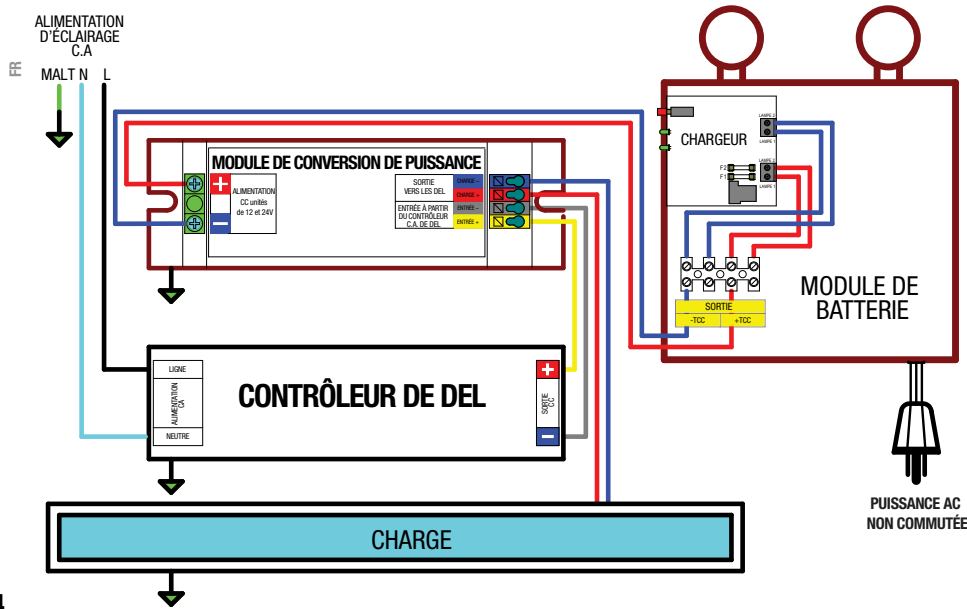 ALIMENTATION
D'ÉCLAIRAGE
C.A
FR
MALT N L
MODULE DE CONVERSION DE PUISSANCE
ALIMENTATION
CC unités
de 12 et 24V
SORTIE
VERS LES DEL
ENTRÉE À PARTIR
DU CONTRÔLEUR
C.A. DE DEL
CHARGE -
CHARGE +
ENTRÉE -
ENTRÉE +
CHARGEUR
LAMPE 2
LAMPE 1
F2
F1
LAMPE 2
LAMPE 1
SORTIE
-TCC +TCC
MODULE DE
BATTERIE
LIGNE
ALIMENTATION
CA
NEUTRE
CONTRÔLEUR DE DEL
SORTIE
CC
CHARGE
PUISSANCE AC
NON COMMUTÉE